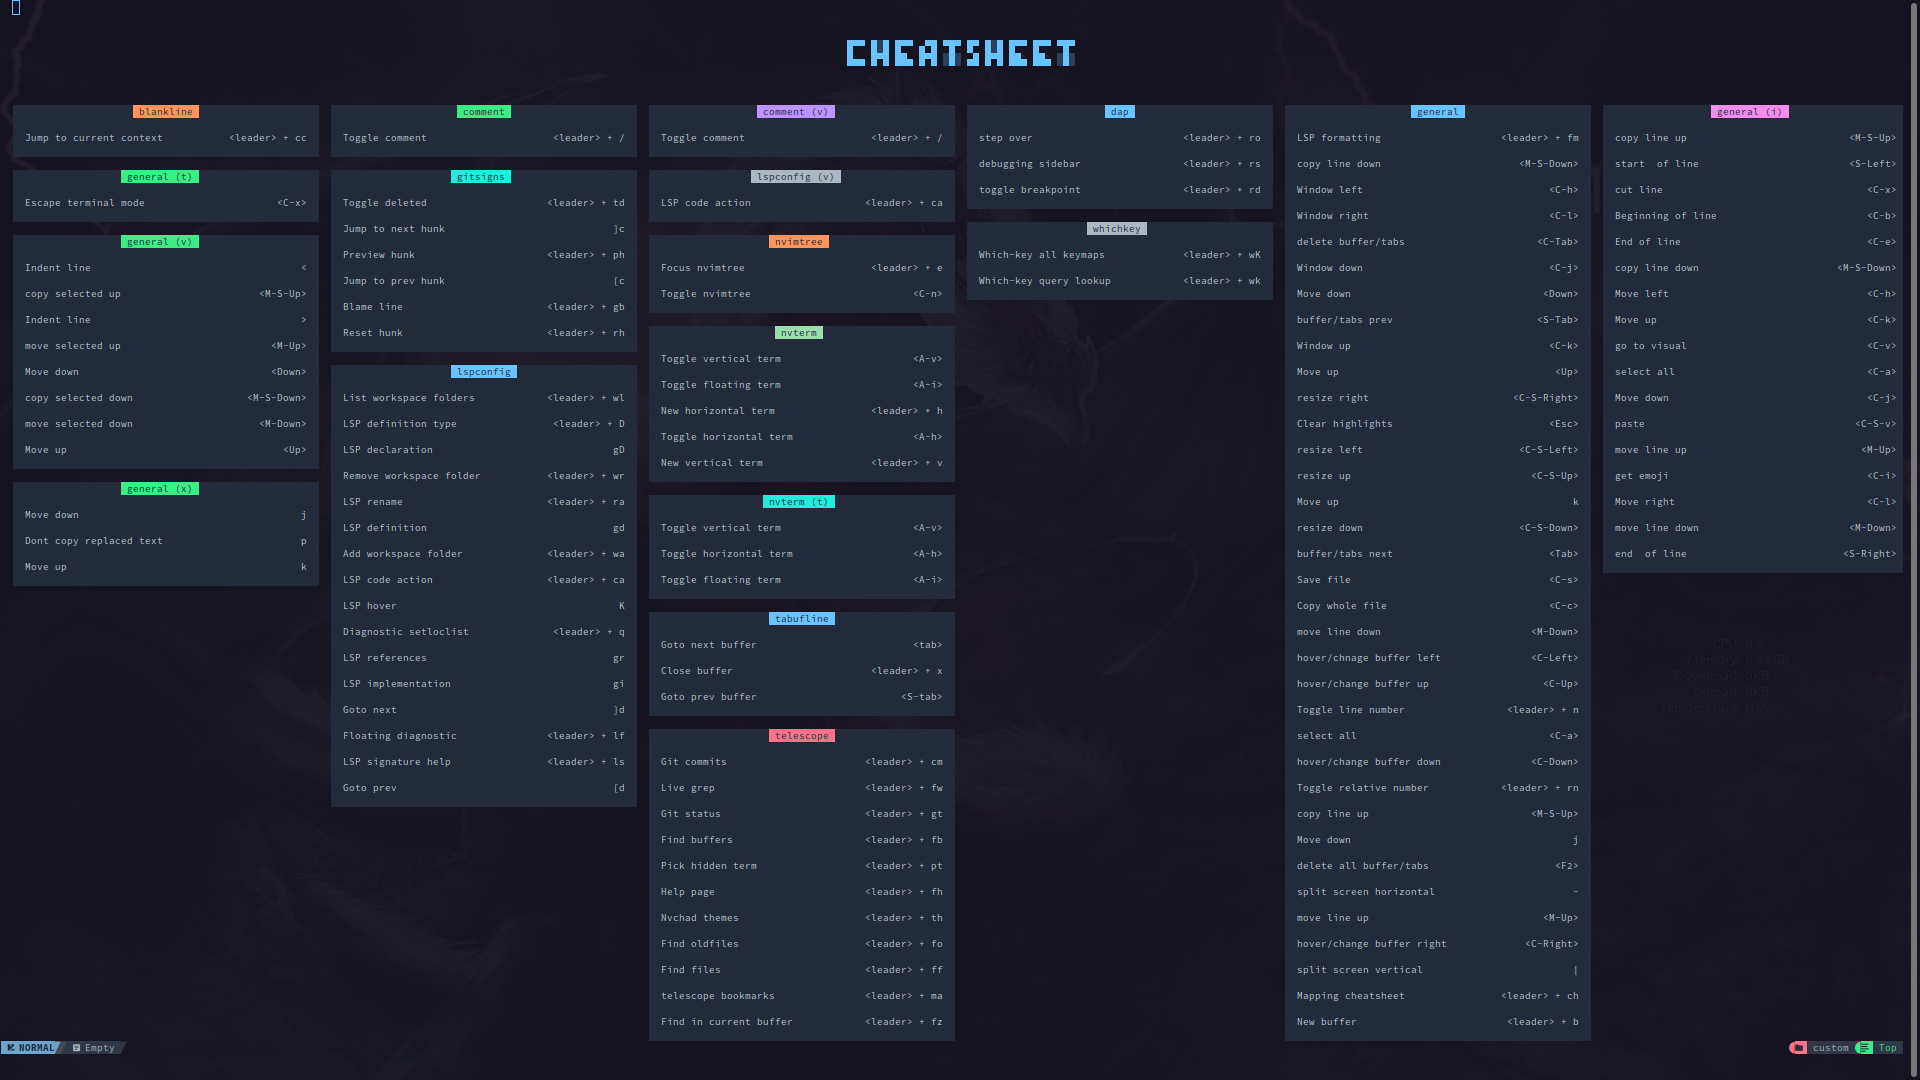 CHEATSHEET
blankline
Jump to current context <leader> + cc
general (t)
Escape terminal mode <C-x>
general (v)
Indent line <
copy selected up <M-S-Up>
Indent line >
move selected up <M-Up>
Move down <Down>
copy selected down <M-S-Down>
move selected down <M-Down>
Move up <Up>
general (x)
Move down j
Dont copy replaced text p
Move up k
comment
Toggle comment <leader> + /
gitsigns
Toggle deleted <leader> + td
Jump to next hunk ]c
Preview hunk <leader> + ph
Jump to prev hunk [c
Blame line <leader> + gb
Reset hunk <leader> + rh
lspconfig
List workspace folders <leader> + wl
LSP definition type <leader> + D
LSP declaration gD
Remove workspace folder <leader> + wr
LSP rename <leader> + ra
LSP definition gd
Add workspace folder <leader> + wa
LSP code action <leader> + ca
LSP hover K
Diagnostic setloclist <leader> + q
LSP references gr
LSP implementation gi
Goto next ]d
Floating diagnostic <leader> + lf
LSP signature help <leader> + ls
Goto prev [d
comment (v)
Toggle comment <leader> + /
lspconfig (v)
LSP code action <leader> + ca
nvimtree
Focus nvimtree <leader> + e
Toggle nvimtree <C-n>
nvterm
Toggle vertical term <A-v>
Toggle floating term <A-i>
New horizontal term <leader> + h
Toggle horizontal term <A-h>
New vertical term <leader> + v
nvterm (t)
Toggle vertical term <A-v>
Toggle horizontal term <A-h>
Toggle floating term <A-i>
tabufline
Goto next buffer <tab>
Close buffer <leader> + x
Goto prev buffer <S-tab>
telescope
Git commits <leader> + cm
Live grep <leader> + fw
Git status <leader> + gt
Find buffers <leader> + fb
Pick hidden term <leader> + pt
Help page <leader> + fh
Nvchad themes <leader> + th
Find oldfiles <leader> + fo
Find files <leader> + ff
telescope bookmarks <leader> + ma
Find in current buffer <leader> + fz
dap
step over <leader> + ro
debugging sidebar <leader> + rs
toggle breakpoint <leader> + rd
whichkey
Which-key all keymaps <leader> + wK
Which-key query lookup <leader> + wk
general
LSP formatting <leader> + fm
copy line down <M-S-Down>
Window left <C-h>
Window right <C-l>
delete buffer/tabs <C-Tab>
Window down <C-j>
Move down <Down>
buffer/tabs prev <S-Tab>
Window up <C-k>
Move up <Up>
resize right <C-S-Right>
Clear highlights <Esc>
resize left <C-S-Left>
resize up <C-S-Up>
Move up k
resize down <C-S-Down>
buffer/tabs next <Tab>
Save file <C-s>
Copy whole file <C-c>
move line down <M-Down>
hover/chnage buffer left <C-Left>
hover/change buffer up <C-Up>
Toggle line number <leader> + n
select all <C-a>
hover/change buffer down <C-Down>
Toggle relative number <leader> + rn
copy line up <M-S-Up>
Move down j
delete all buffer/tabs <F2>
split screen horizontal -
move line up <M-Up>
hover/change buffer right <C-Right>
split screen vertical |
Mapping cheatsheet <leader> + ch
New buffer <leader> + b
general (i)
copy line up <M-S-Up>
start  of line <S-Left>
cut line <C-x>
Beginning of line <C-b>
End of line <C-e>
copy line down <M-S-Down>
Move left <C-h>
Move up <C-k>
go to visual <C-v>
select all <C-a>
Move down <C-j>
paste <C-S-v>
move line up <M-Up>
get emoji <C-i>
Move right <C-l>
move line down <M-Down>
end  of line <S-Right>
CPU: 0%
Memory: 6.84GB
Download: 0KB
Upload: 0KB
Temperature: N/A
NORMAL Empty
custom Top